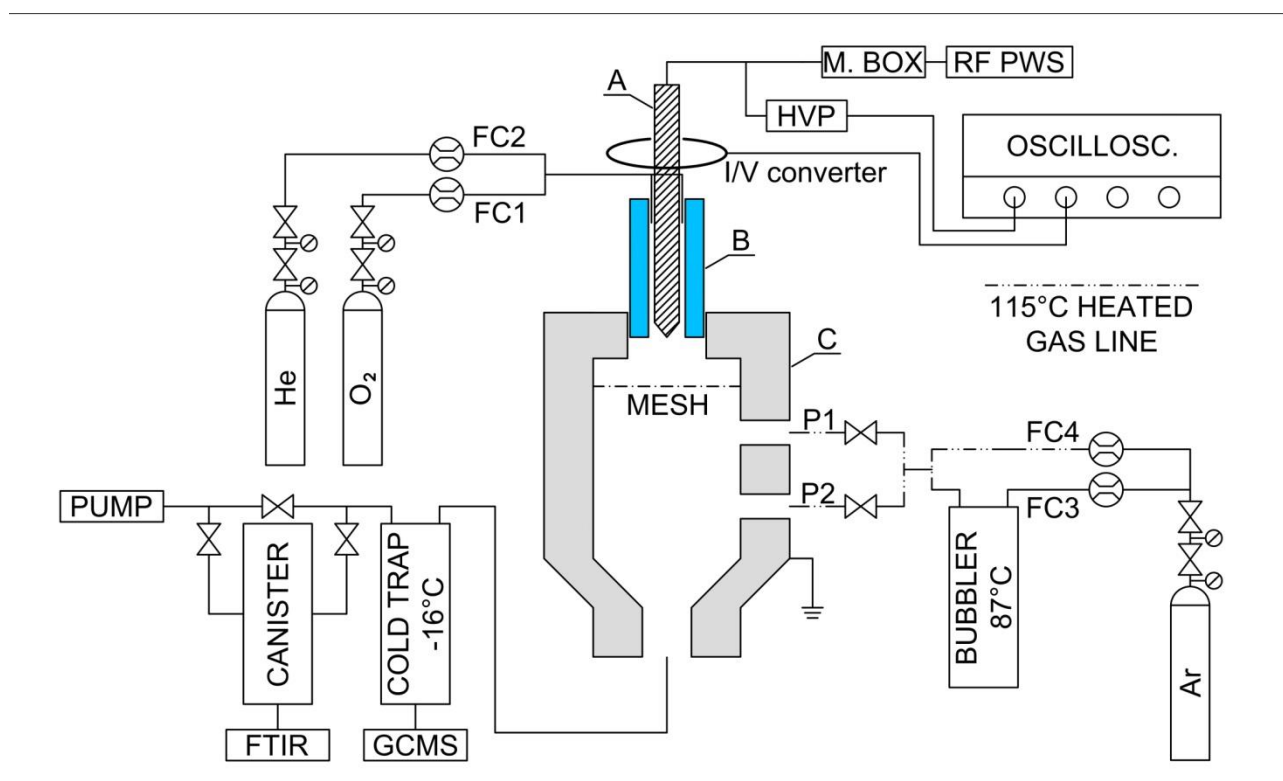 M. BOX
RF PWS
A
HVP
FC2
OSCILLOSC.
I/V converter
FC1
B
115°C HEATED
GAS LINE
C
He
O₂
MESH
P1
FC4
PUMP
P2
FC3
CANISTER
COLD TRAP
-16°C
BUBBLER
87°C
Ar
FTIR
GCMS